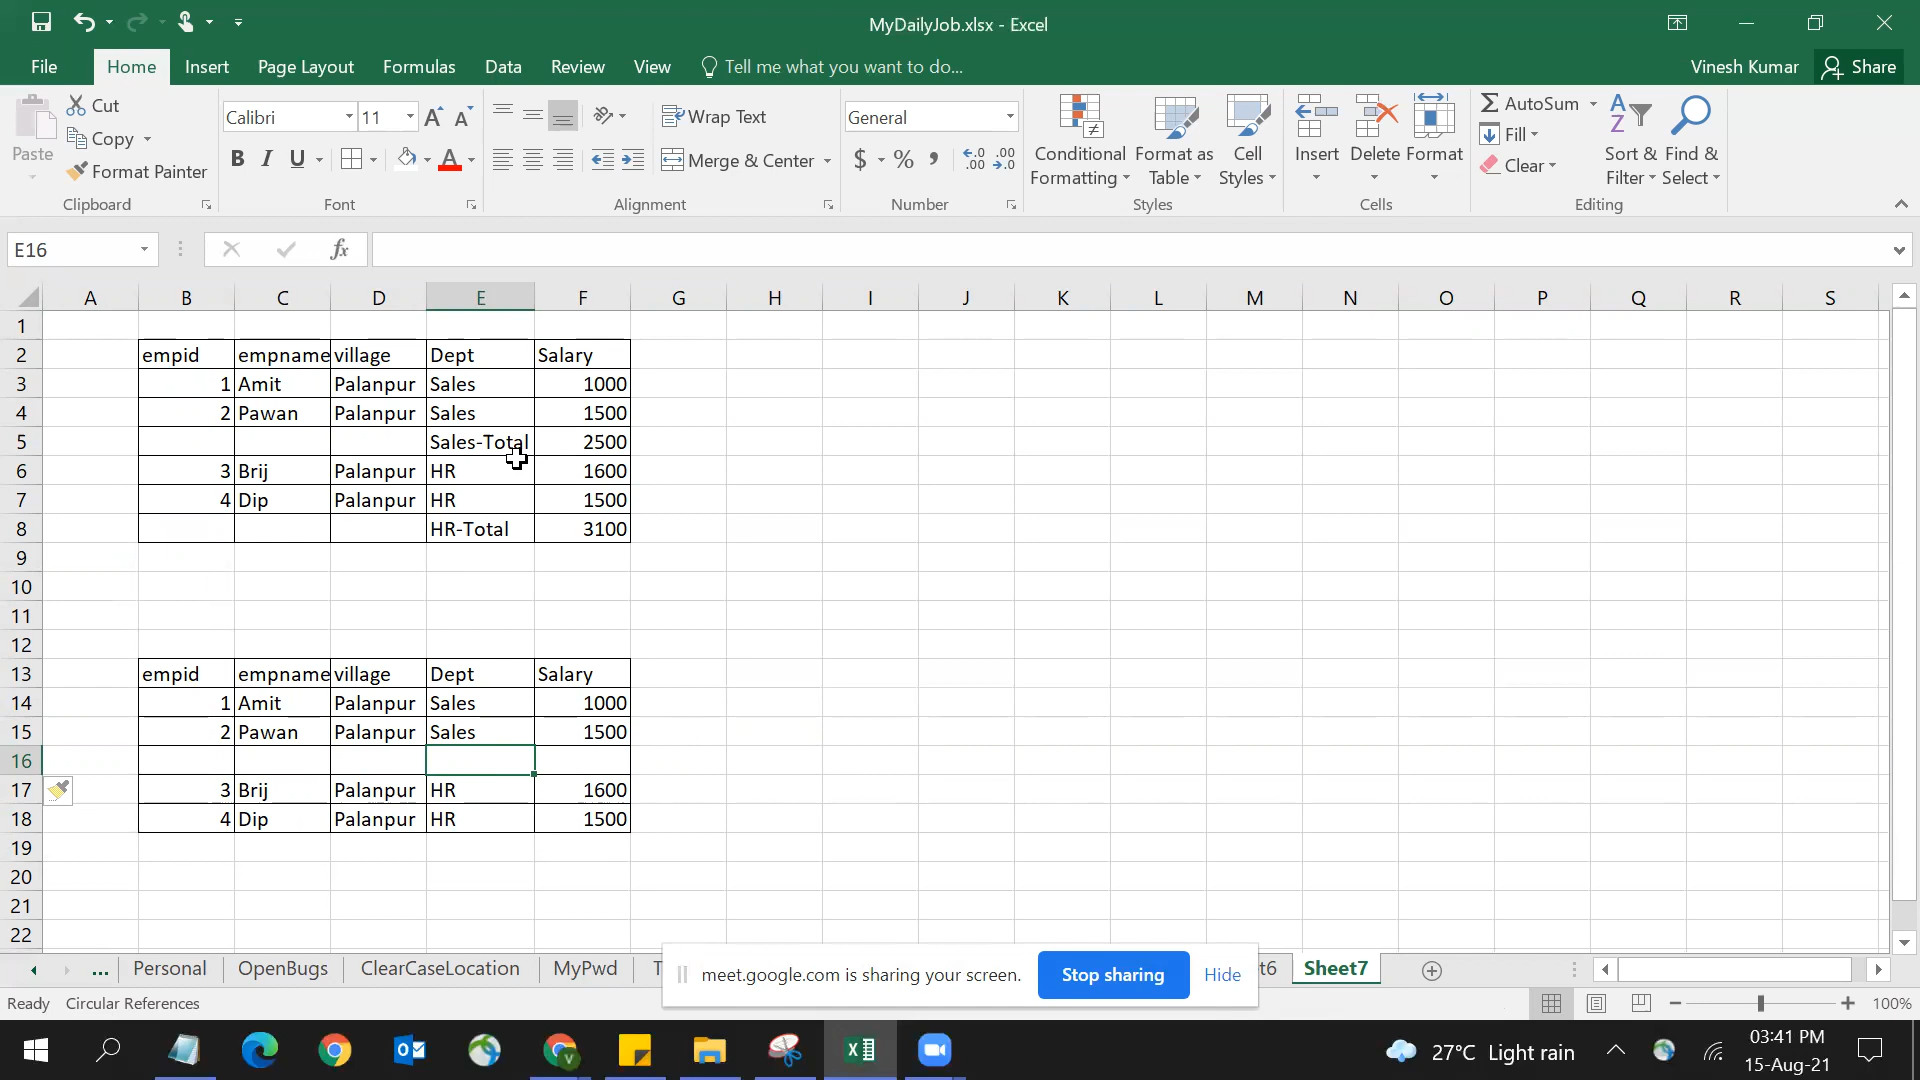 MyDailyJob.xlsx - Excel
File Home Insert Page Layout Formulas Data Review View Tell me what you want to do... Vinesh Kumar Share
Paste
Cut
Copy
Format Painter
Clipboard
Calibri 11
A A
B I U A
Font
Wrap Text
Merge & Center
Alignment
General
$ % , .0 .00 .00 .0
Number
Conditional Formatting
Format as Table
Cell Styles
Styles
Insert Delete Format
Cells
AutoSum
Fill
Clear
Sort & Filter
Find & Select
Editing
E16 fx
A B C D E F G H I J K L M N O P Q R S
1
2 empid empname village Dept Salary
3 1 Amit Palanpur Sales 1000
4 2 Pawan Palanpur Sales 1500
5 Sales-Total 2500
6 3 Brij Palanpur HR 1600
7 4 Dip Palanpur HR 1500
8 HR-Total 3100
9
10
11
12
13 empid empname village Dept Salary
14 1 Amit Palanpur Sales 1000
15 2 Pawan Palanpur Sales 1500
16
17 3 Brij Palanpur HR 1600
18 4 Dip Palanpur HR 1500
19
20
21
22
... Personal OpenBugs ClearCaseLocation MyPwd T t6 Sheet7
meet.google.com is sharing your screen. Stop sharing Hide
Ready Circular References 100%
27°C Light rain
03:41 PM
15-Aug-21